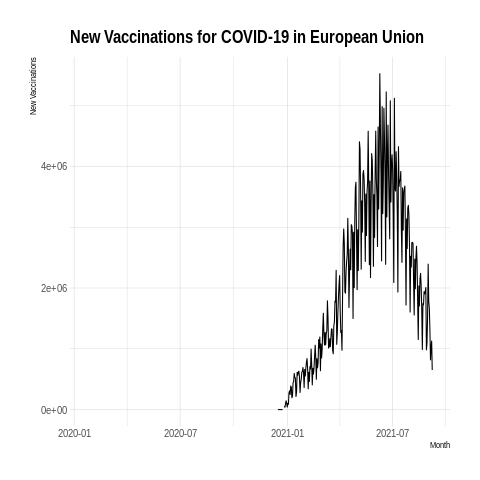 New Vaccinations for COVID-19 in European Union
New Vaccinations
4e+06
2e+06
0e+00
2020-01 2020-07 2021-01 2021-07
Month